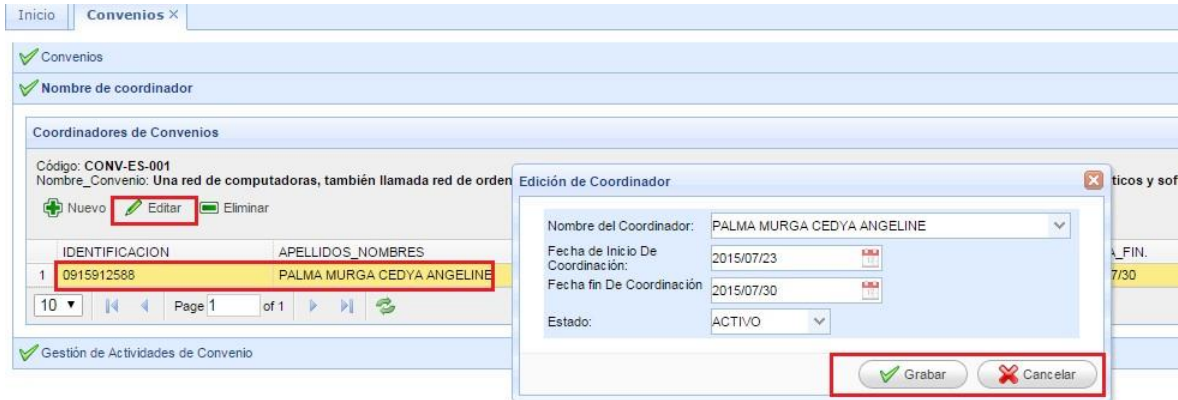 Inicio
Convenios ×
Convenios
Nombre de coordinador
Coordinadores de Convenios
Código: CONV-ES-001
Nombre_Convenio: Una red de computadoras, también llamada red de orden
ticos y sof
Nuevo Editar Eliminar
IDENTIFICACION APELLIDOS_NOMBRES A_FIN.
1 0915912588 PALMA MURGA CEDYA ANGELINE 7/30
10 Page 1 of 1
Gestión de Actividades de Convenio
Edición de Coordinador
Nombre del Coordinador: PALMA MURGA CEDYA ANGELINE
Fecha de Inicio De
Coordinación: 2015/07/23
Fecha fin De Coordinación 2015/07/30
Estado: ACTIVO
Grabar Cancelar